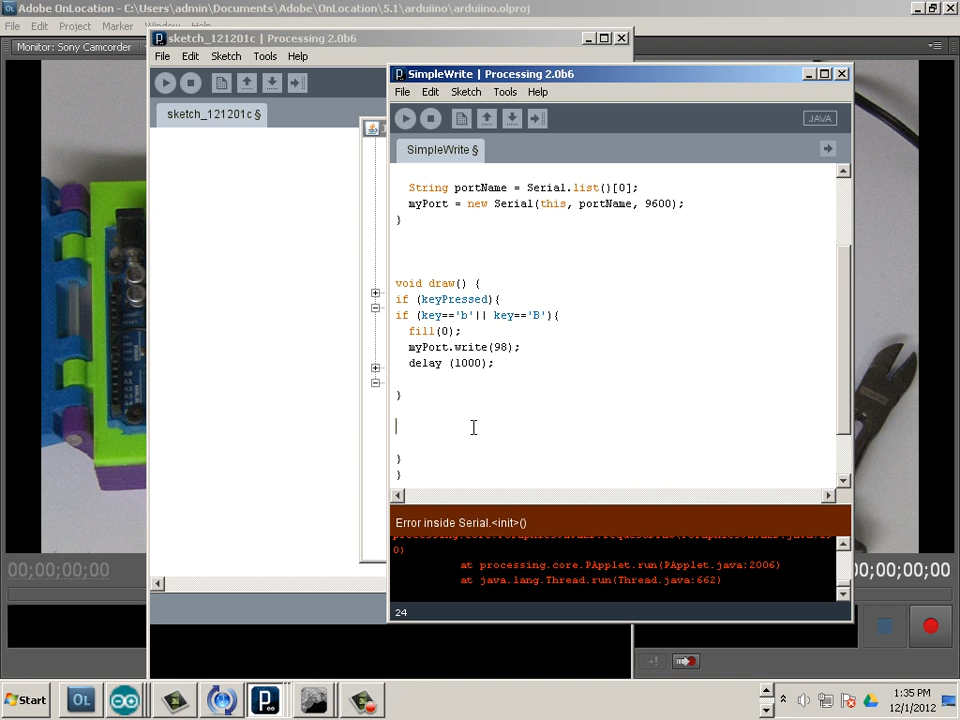 Adobe OnLocation - C:\Users\admin\Documents\Adobe\OnLocation\5.1\arduiino\arduiino.olproj
File Edit Project Marker Window Help
Monitor: Sony Camcorder
sketch_121201c | Processing 2.0b6
File Edit Sketch Tools Help
sketch_121201c §
SimpleWrite | Processing 2.0b6
File Edit Sketch Tools Help
JAVA
SimpleWrite §
String portName = Serial.list()[0];
myPort = new Serial(this, portName, 9600);
}
void draw() {
if (keyPressed){
if (key=='b'|| key=='B'){
fill(0);
myPort.write(98);
delay (1000);
}
}
}
Error inside Serial.<init>()
0)
at processing.core.PApplet.run(PApplet.java:2006)
at java.lang.Thread.run(Thread.java:662)
24
00;00;00;00
00;00;00;00
Start
OL
1:35 PM
12/1/2012